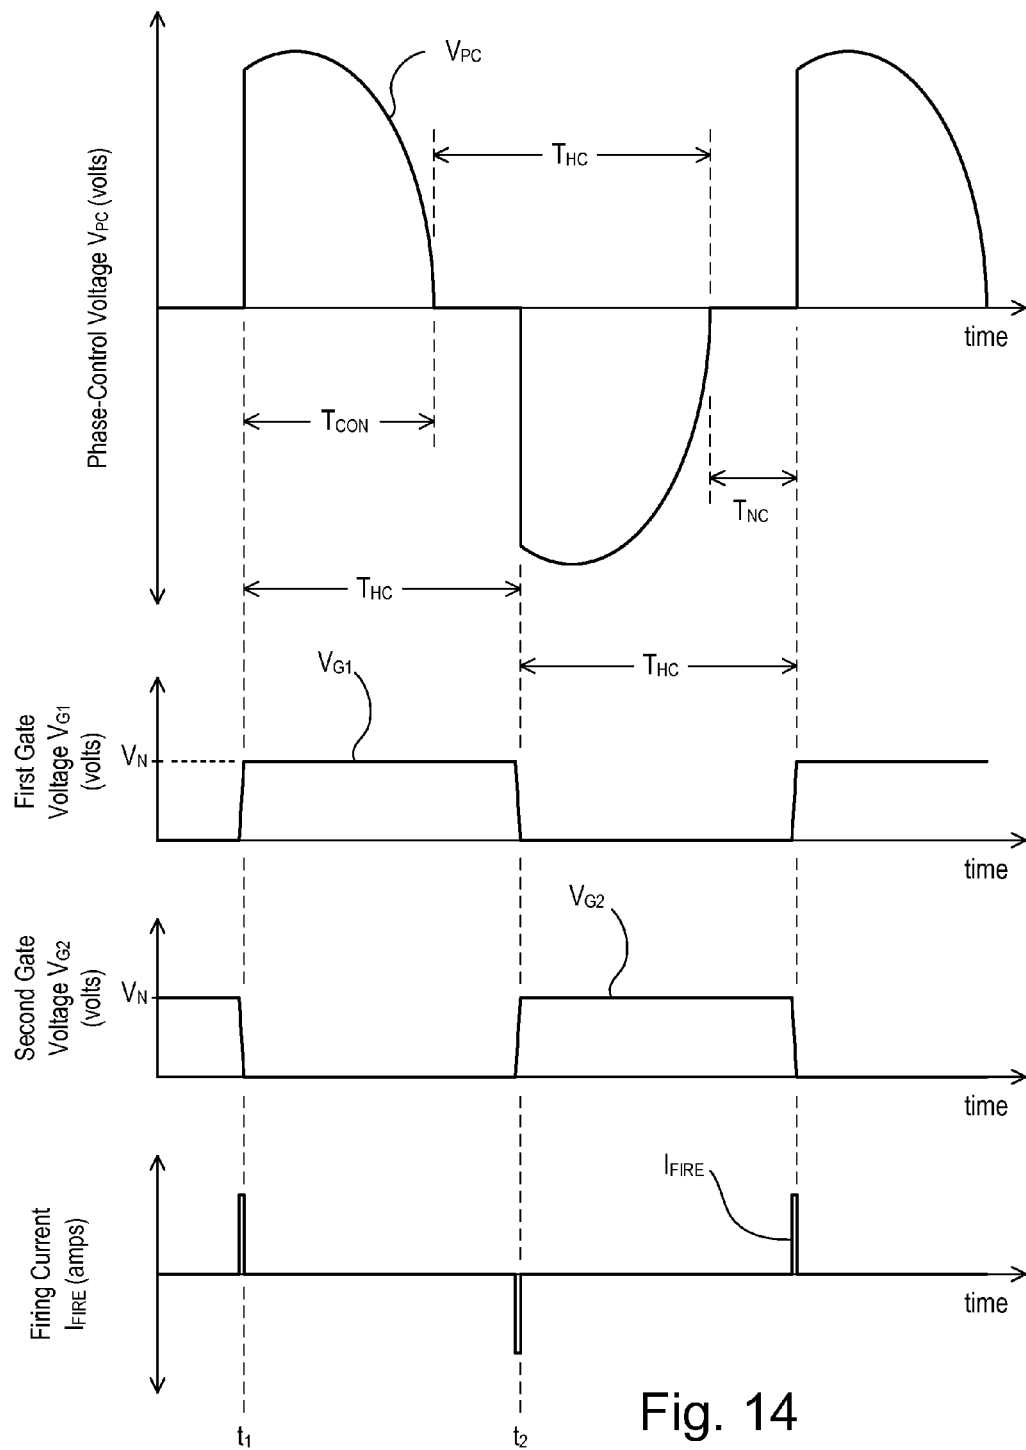 VPC
THC
Phase-Control Voltage VPC (volts)
time
TCON
TNC
THC
THC
VG1
First Gate
Voltage VG1
(volts)
VN
time
VG2
Second Gate
Voltage VG2
(volts)
VN
time
IFIRE
Firing Current
IFIRE (amps)
time
t1
t2
Fig. 14